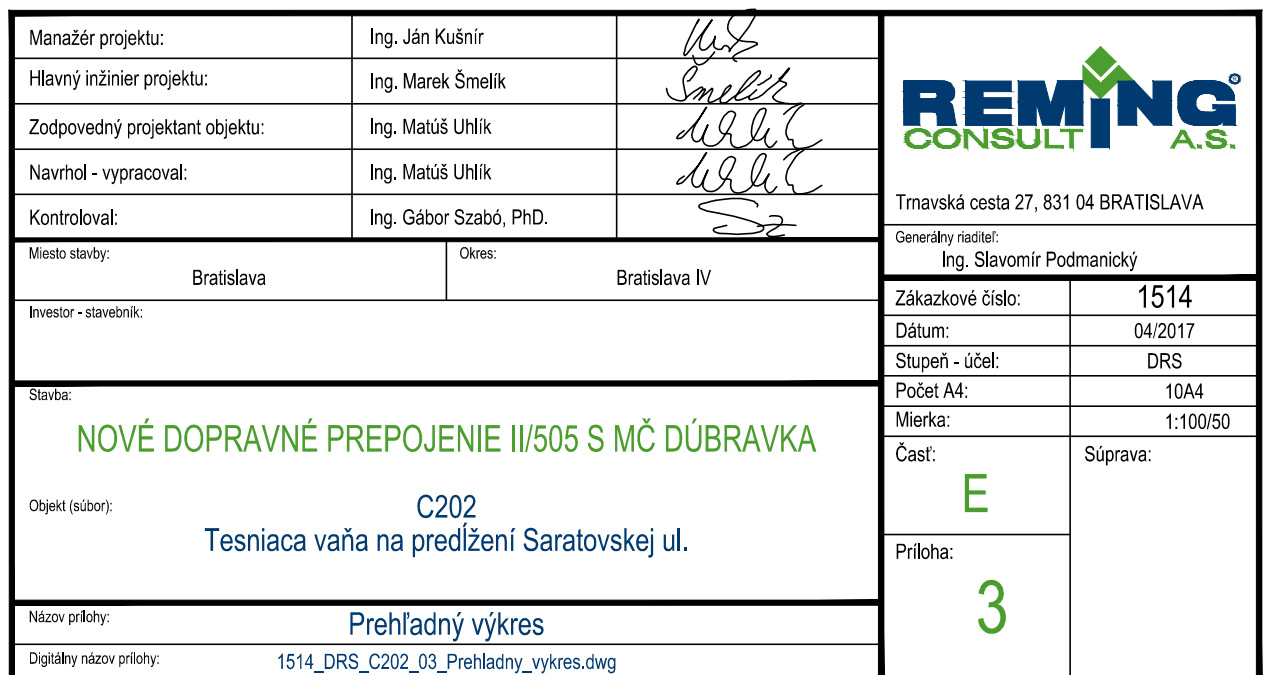 Manažér projektu: Ing. Ján Kušnír
Hlavný inžinier projektu: Ing. Marek Šmelík Šmelík
Zodpovedný projektant objektu: Ing. Matúš Uhlík
Navrhol - vypracoval: Ing. Matúš Uhlík
Kontroloval: Ing. Gábor Szabó, PhD. Sz
REMING®
CONSULT A.S.
Trnavská cesta 27, 831 04 BRATISLAVA
Generálny riaditeľ:
Ing. Slavomír Podmanický
Miesto stavby: Okres:
Bratislava Bratislava IV
Investor - stavebník:
Zákazkové číslo: 1514
Dátum: 04/2017
Stupeň - účel: DRS
Počet A4: 10A4
Mierka: 1:100/50
Stavba:
NOVÉ DOPRAVNÉ PREPOJENIE II/505 S MČ DÚBRAVKA
Objekt (súbor): C202
Tesniaca vaňa na predĺžení Saratovskej ul.
Časť: Súprava:
E
Príloha:
3
Názov prílohy: Prehľadný výkres
Digitálny názov prílohy: 1514_DRS_C202_03_Prehladny_vykres.dwg